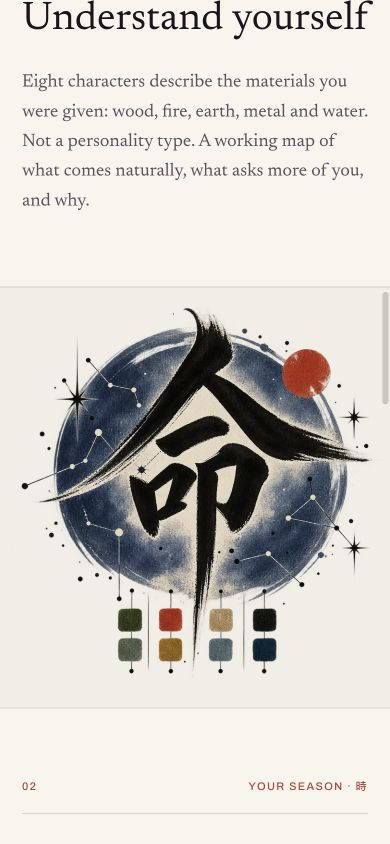 Understand yourself
Eight characters describe the materials you
were given: wood, fire, earth, metal and water.
Not a personality type. A working map of
what comes naturally, what asks more of you,
and why.
命
02
YOUR SEASON · 時